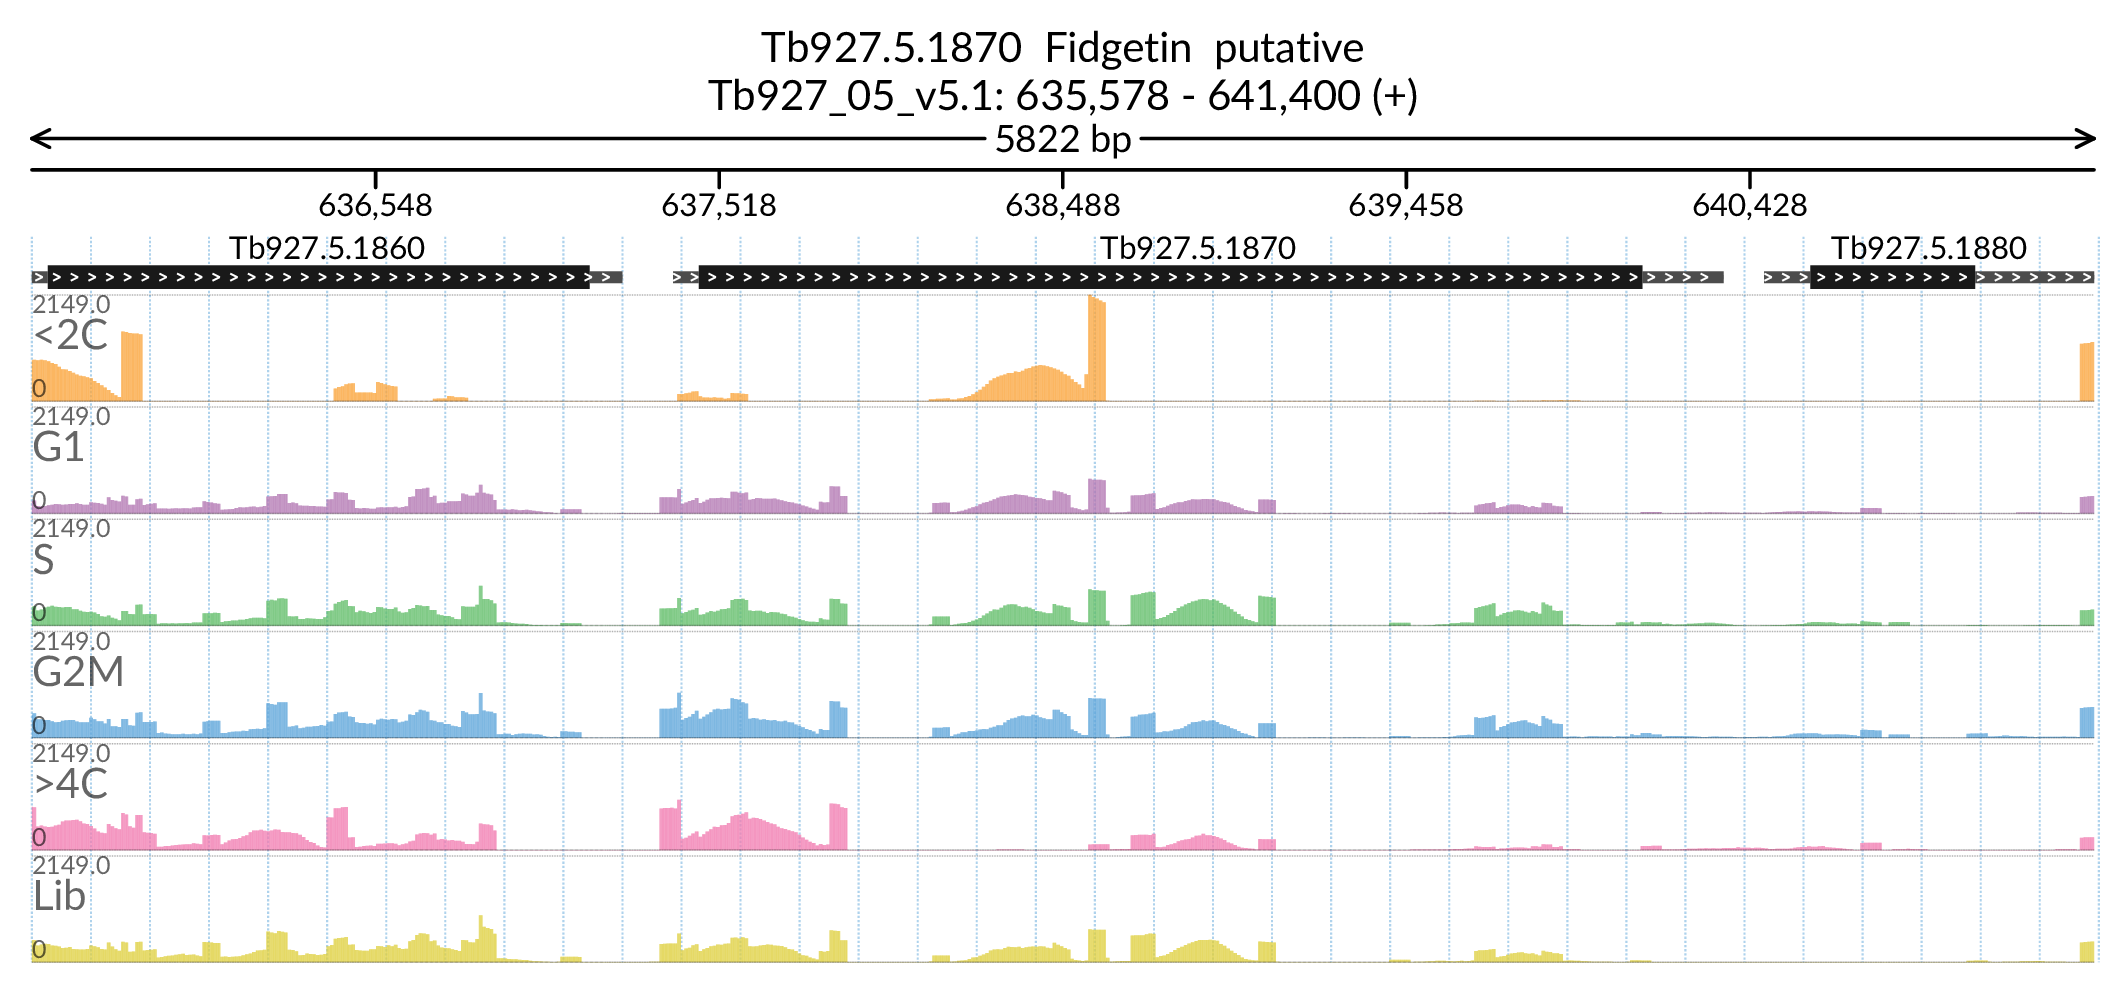 Tb927.5.1870 Fidgetin putative
Tb927_05_v5.1: 635,578 - 641,400 (+)
5822 bp
636,548 637,518 638,488 639,458 640,428
Tb927.5.1860 Tb927.5.1870 Tb927.5.1880
2149.0
<2C
0
2149.0
G1
0
2149.0
S
0
2149.0
G2M
0
2149.0
>4C
0
2149.0
Lib
0